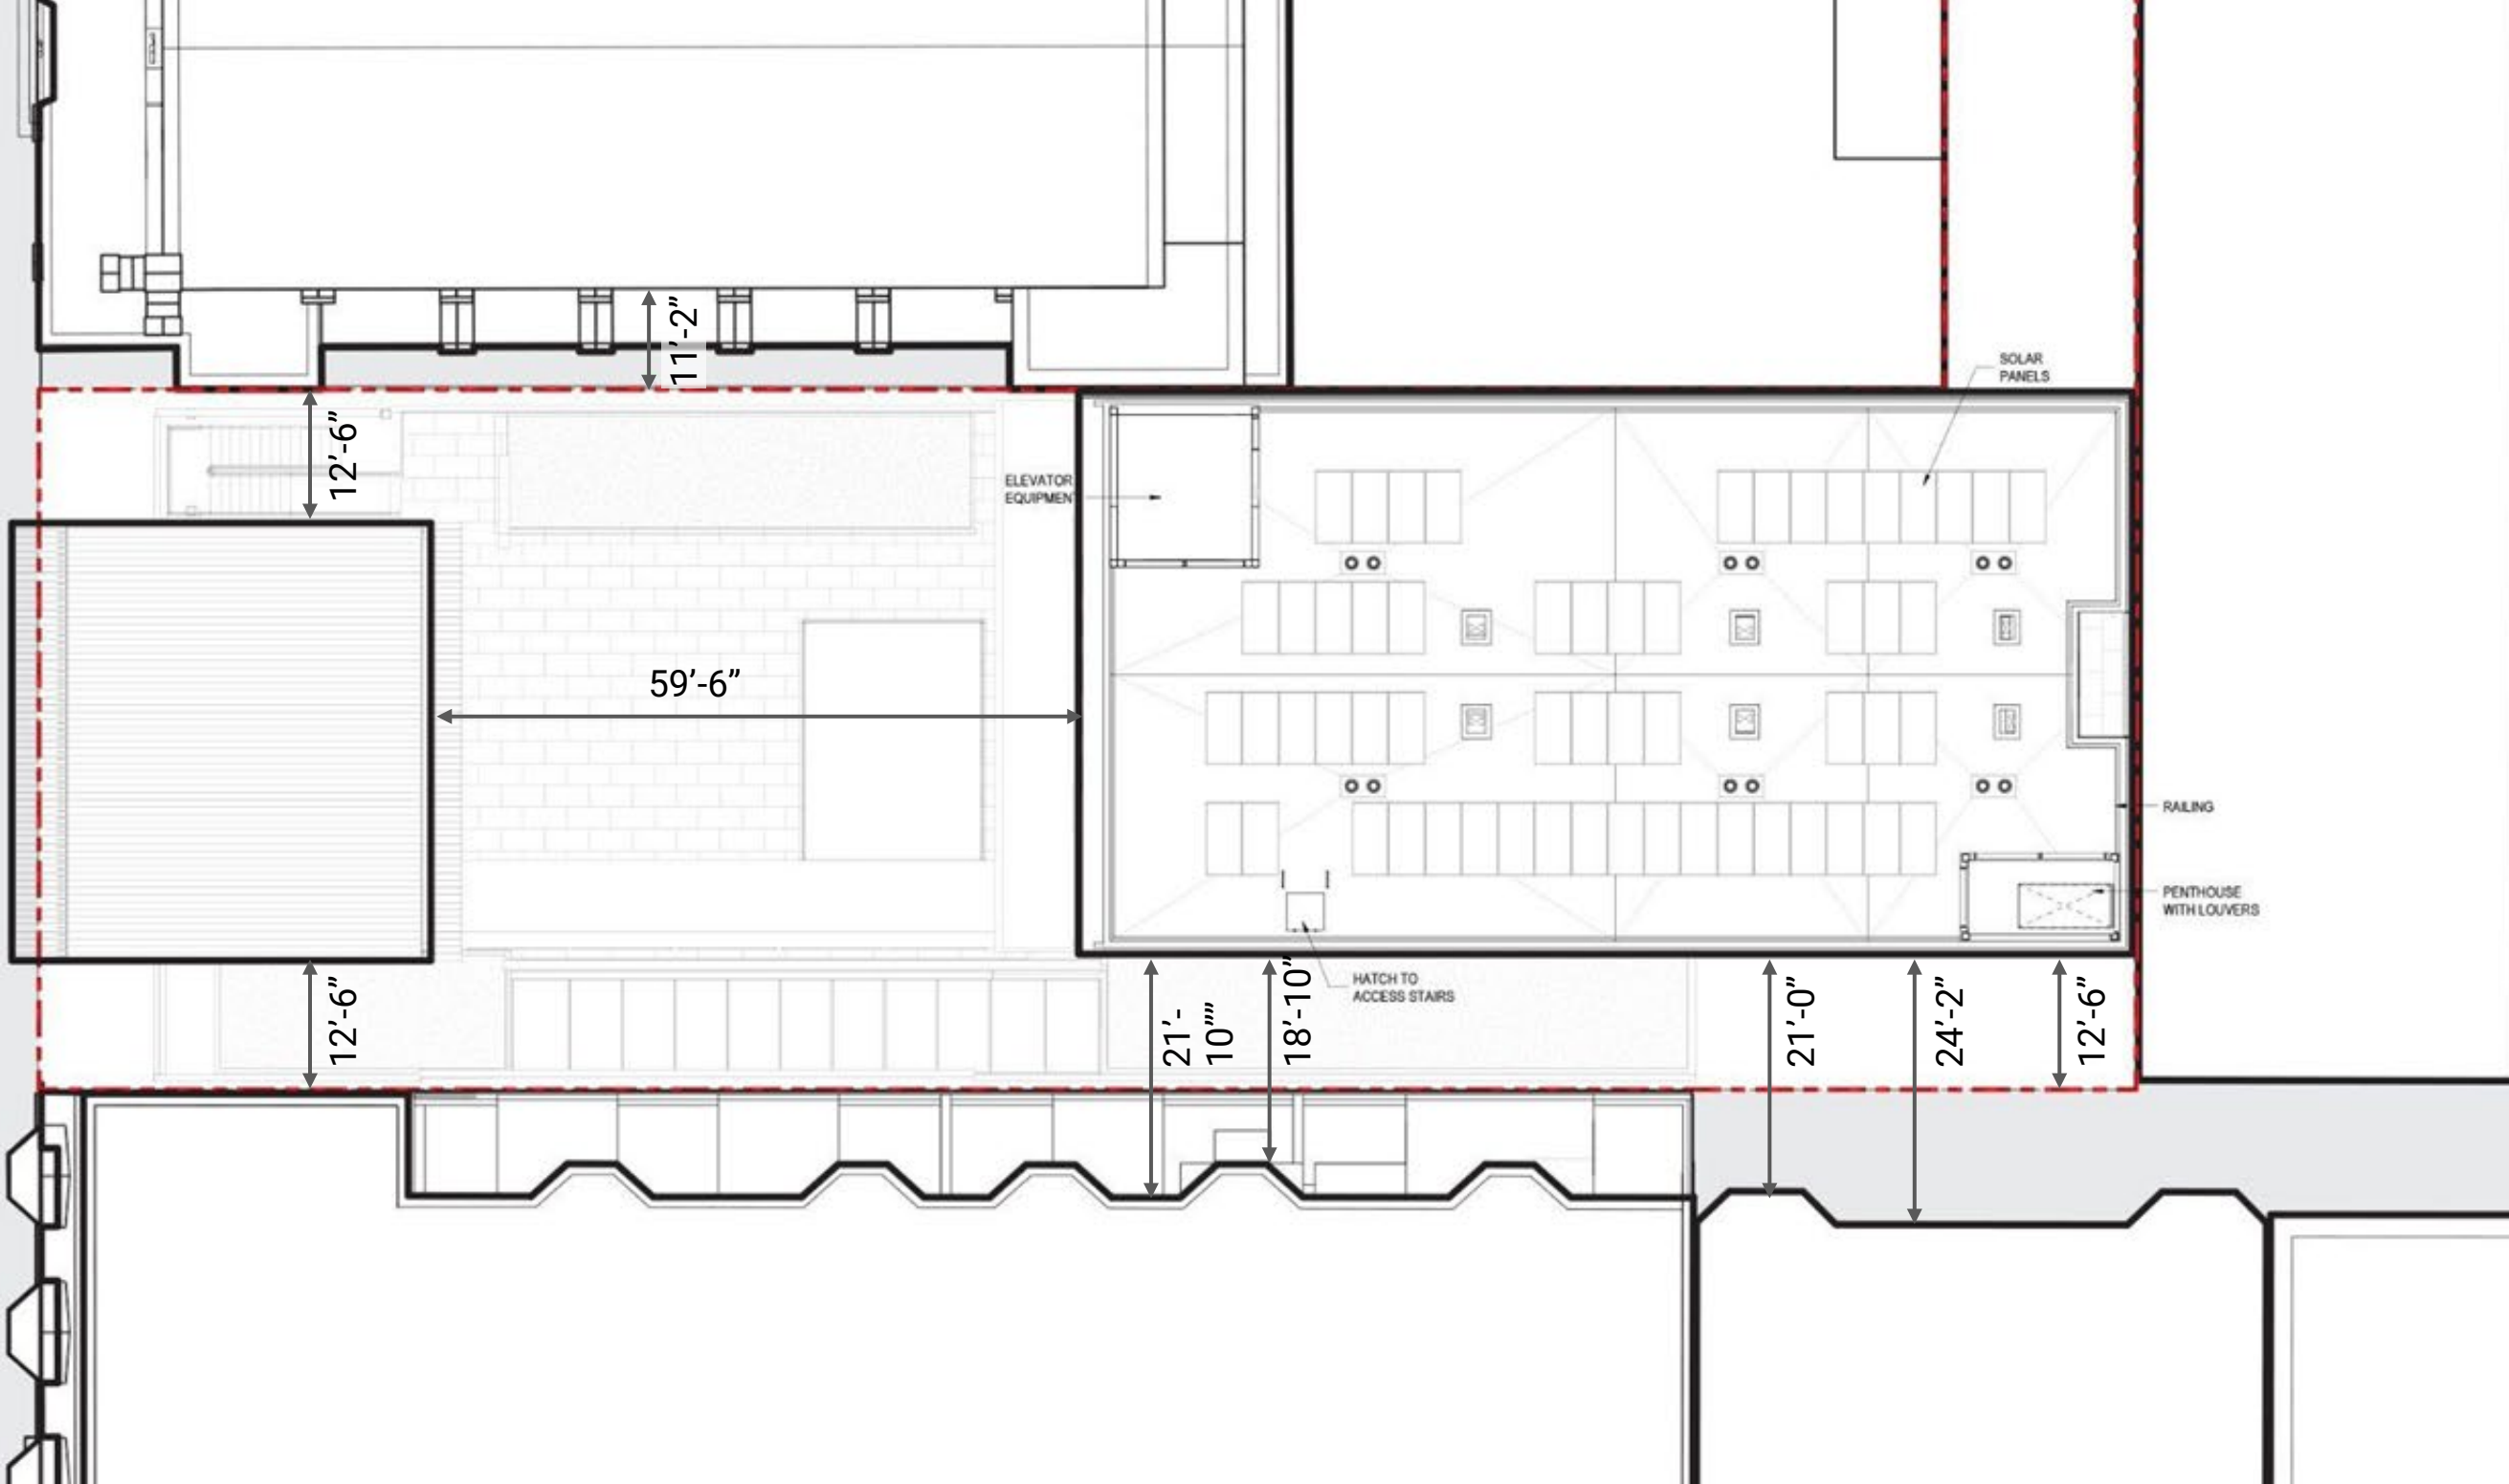 11’-2”
SOLAR
PANELS
12’-6”
ELEVATOR
EQUIPMENT
59’-6”
RAILING
PENTHOUSE
WITH LOUVERS
HATCH TO
ACCESS STAIRS
12’-6”
21’-
10””
18’-10”
21’-0”
24’-2”
12’-6”